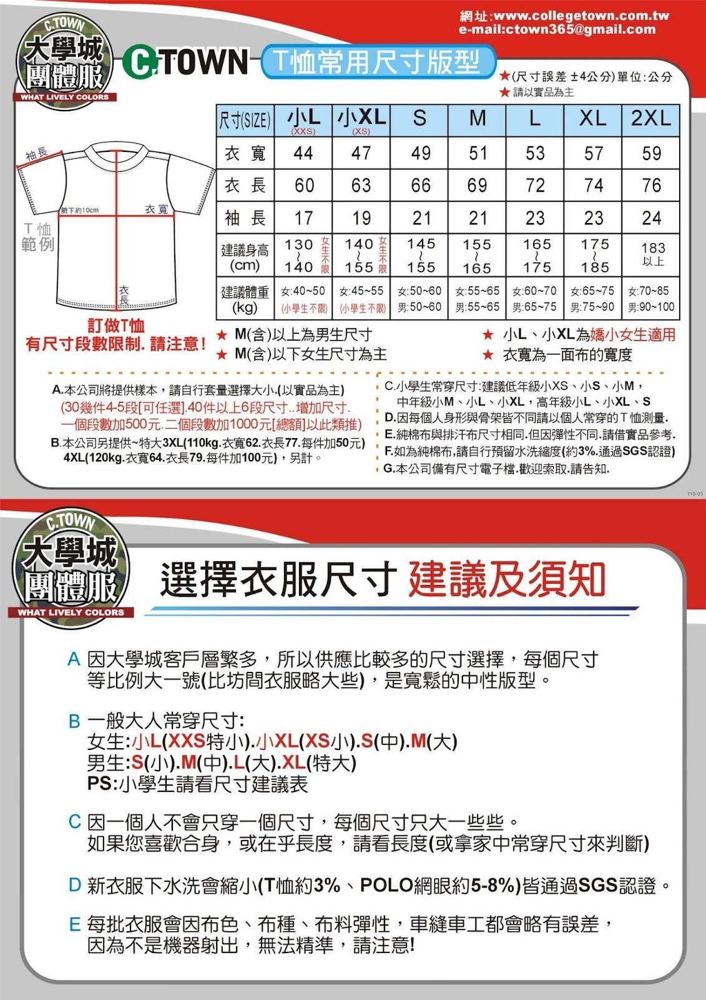 網址:www.collegetown.com.tw
e-mail:ctown365@gmail.com
C.TOWN
大學城
團體服
WHAT LIVELY COLORS
C.TOWN
T恤常用尺寸版型
★(尺寸誤差±4公分)單位:公分
★請以實品為主
袖長
腋下約10cm
衣寬
衣長
T恤
範例
訂做T恤
有尺寸段數限制.請注意!
尺寸(SIZE) 小L(XXS) 小XL(XS) S M L XL 2XL
衣寬 44 47 49 51 53 57 59
衣長 60 63 66 69 72 74 76
袖長 17 19 21 21 23 23 24
建議身高(cm) 130~140 女生不限 140~155 女生不限 145~155 155~165 165~175 175~185 183以上
建議體重(kg) 女:40~50 (小學生不限) 女:45~55 (小學生不限) 女:50~60 男:50~60 女:55~65 男:55~65 女:60~70 男:65~75 女:65~75 男:75~90 女:70~85 男:90~100
★ M(含)以上為男生尺寸
★ M(含)以下女生尺寸為主
★ 小L、小XL為嬌小女生適用
★ 衣寬為一面布的寬度
A.本公司將提供樣本，請自行套量選擇大小.(以實品為主)
(30幾件4-5段[可任選].40件以上6段尺寸..增加尺寸.
一個段數加500元.二個段數加1000元[總額]以此類推)
B.本公司另提供~特大3XL(110kg.衣寬62.衣長77.每件加50元)
4XL(120kg.衣寬64.衣長79.每件加100元)，另計。
C.小學生常穿尺寸:建議低年級小XS、小S、小M，
中年級小M、小L、小XL，高年級小L、小XL、S
D.因每個人身形與骨架皆不同請以個人常穿的T恤測量.
E.純棉布與排汗布尺寸相同.但因彈性不同.請借實品參考.
F.如為純棉布,請自行預留水洗縮度(約3%.通過SGS認證)
G.本公司備有尺寸電子檔.歡迎索取.請告知.
110-03
C.TOWN
大學城
團體服
WHAT LIVELY COLORS
選擇衣服尺寸 建議及須知
A 因大學城客戶層繁多，所以供應比較多的尺寸選擇，每個尺寸
等比例大一號(比坊間衣服略大些)，是寬鬆的中性版型。
B 一般大人常穿尺寸:
女生:小L(XXS特小).小XL(XS小).S(中).M(大)
男生:S(小).M(中).L(大).XL(特大)
PS:小學生請看尺寸建議表
C 因一個人不會只穿一個尺寸，每個尺寸只大一些些。
如果您喜歡合身，或在乎長度，請看長度(或拿家中常穿尺寸來判斷)
D 新衣服下水洗會縮小(T恤約3%、POLO網眼約5-8%)皆通過SGS認證。
E 每批衣服會因布色、布種、布料彈性，車縫車工都會略有誤差，
因為不是機器射出，無法精準，請注意!